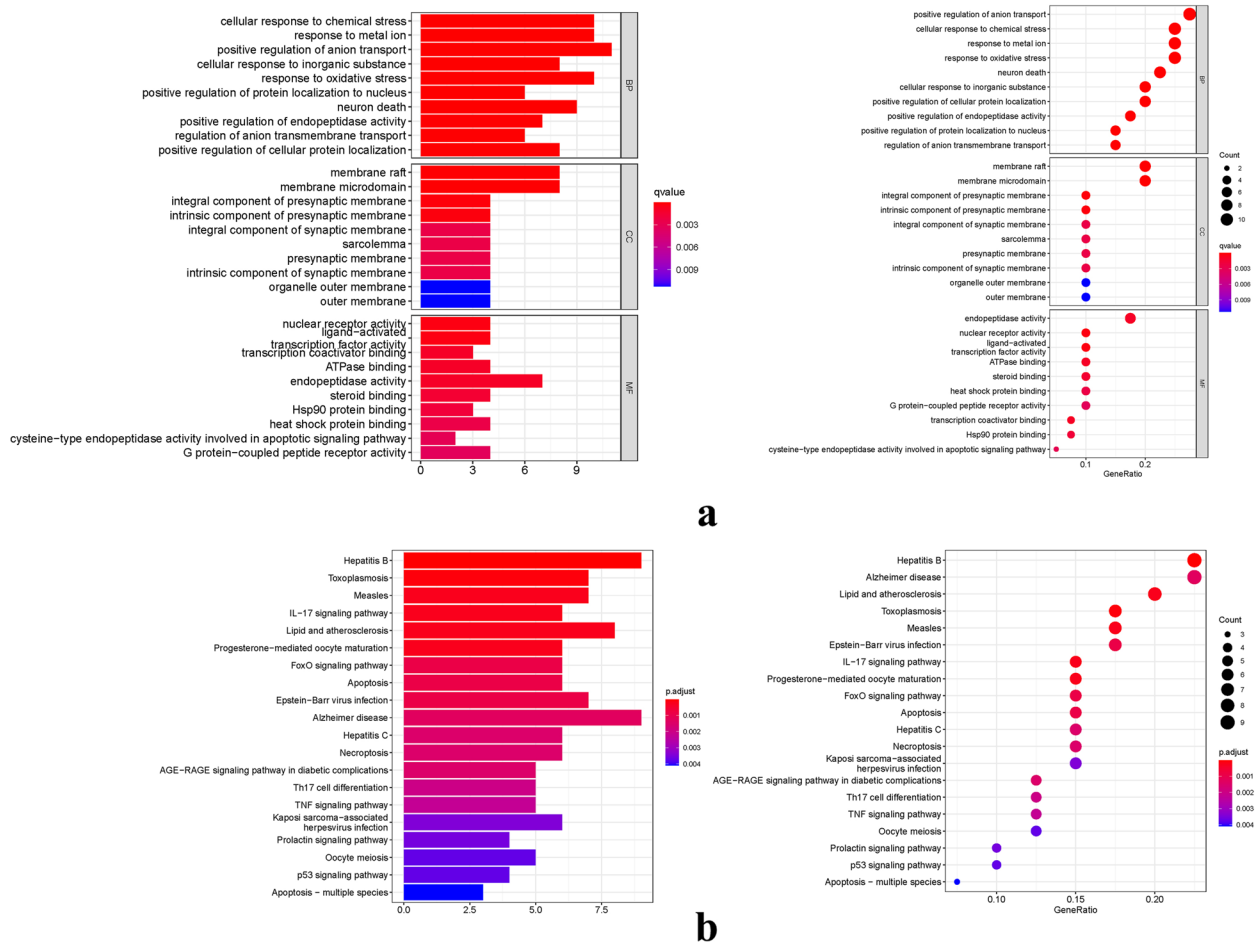 cellular response to chemical stress
response to metal ion
positive regulation of anion transport
cellular response to inorganic substance
response to oxidative stress
positive regulation of protein localization to nucleus
neuron death
positive regulation of endopeptidase activity
regulation of anion transmembrane transport
positive regulation of cellular protein localization
BP
membrane raft
membrane microdomain
integral component of presynaptic membrane
intrinsic component of presynaptic membrane
integral component of synaptic membrane
sarcolemma
presynaptic membrane
intrinsic component of synaptic membrane
organelle outer membrane
outer membrane
CC
nuclear receptor activity
ligand−activated
transcription factor activity
transcription coactivator binding
ATPase binding
endopeptidase activity
steroid binding
Hsp90 protein binding
heat shock protein binding
cysteine−type endopeptidase activity involved in apoptotic signaling pathway
G protein−coupled peptide receptor activity
MF
0 3 6 9
qvalue
0.003
0.006
0.009
positive regulation of anion transport
cellular response to chemical stress
response to metal ion
response to oxidative stress
neuron death
cellular response to inorganic substance
positive regulation of cellular protein localization
positive regulation of endopeptidase activity
positive regulation of protein localization to nucleus
regulation of anion transmembrane transport
BP
membrane raft
membrane microdomain
integral component of presynaptic membrane
intrinsic component of presynaptic membrane
integral component of synaptic membrane
sarcolemma
presynaptic membrane
intrinsic component of synaptic membrane
organelle outer membrane
outer membrane
CC
endopeptidase activity
nuclear receptor activity
ligand−activated
transcription factor activity
ATPase binding
steroid binding
heat shock protein binding
G protein−coupled peptide receptor activity
transcription coactivator binding
Hsp90 protein binding
cysteine−type endopeptidase activity involved in apoptotic signaling pathway
MF
0.1 0.2
GeneRatio
Count
2
4
6
8
10
qvalue
0.003
0.006
0.009
a
Hepatitis B
Toxoplasmosis
Measles
IL−17 signaling pathway
Lipid and atherosclerosis
Progesterone−mediated oocyte maturation
FoxO signaling pathway
Apoptosis
Epstein−Barr virus infection
Alzheimer disease
Hepatitis C
Necroptosis
AGE−RAGE signaling pathway in diabetic complications
Th17 cell differentiation
TNF signaling pathway
Kaposi sarcoma−associated
herpesvirus infection
Prolactin signaling pathway
Oocyte meiosis
p53 signaling pathway
Apoptosis − multiple species
0.0 2.5 5.0 7.5
p.adjust
0.001
0.002
0.003
0.004
Hepatitis B
Alzheimer disease
Lipid and atherosclerosis
Toxoplasmosis
Measles
Epstein−Barr virus infection
IL−17 signaling pathway
Progesterone−mediated oocyte maturation
FoxO signaling pathway
Apoptosis
Hepatitis C
Necroptosis
Kaposi sarcoma−associated
herpesvirus infection
AGE−RAGE signaling pathway in diabetic complications
Th17 cell differentiation
TNF signaling pathway
Oocyte meiosis
Prolactin signaling pathway
p53 signaling pathway
Apoptosis − multiple species
0.10 0.15 0.20
GeneRatio
Count
3
4
5
6
7
8
9
p.adjust
0.001
0.002
0.003
0.004
b